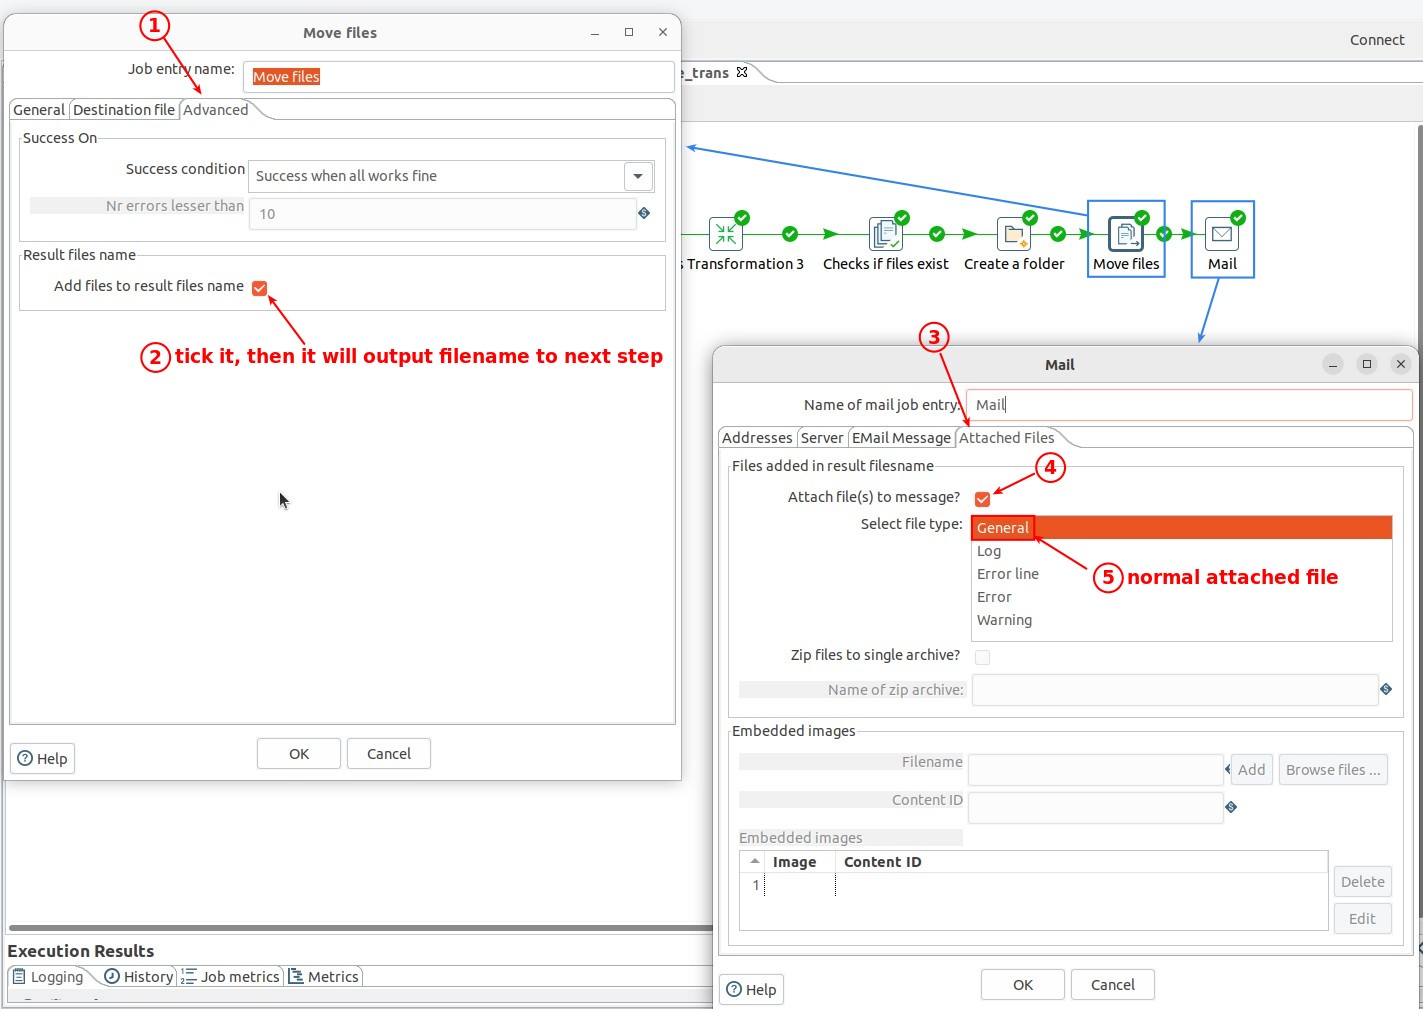 1
Move files
Connect
Job entry name:
Move files
e_trans
General
Destination file
Advanced
Success On
Success condition
Success when all works fine
Nr errors lesser than
10
Result files name
Add files to result files name
2 tick it, then it will output filename to next step
OK
Cancel
Help
s Transformation 3
Checks if files exist
Create a folder
Move files
Mail
3
Mail
Name of mail job entry:
Mail
Addresses
Server
EMail Message
Attached Files
Files added in result filesname
4
Attach file(s) to message?
Select file type:
General
Log
Error line
Error
Warning
5 normal attached file
Zip files to single archive?
Name of zip archive:
Embedded images
Filename
Add
Browse files ...
Content ID
Embedded images
Image
Content ID
1
Delete
Edit
Help
OK
Cancel
Execution Results
Logging
History
Job metrics
Metrics